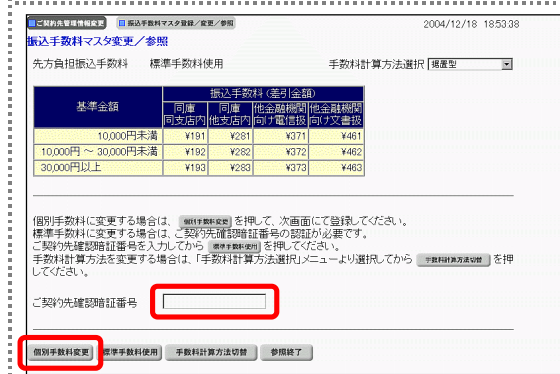 ご契約先管理情報変更 振込手数料マスタ登録／変更／参照 2004/12/18 18:53:38
振込手数料マスタ変更／参照
先方負担振込手数料 標準手数料使用 手数料計算方法選択 据置型
基準金額 振込手数料（差引金額）
同庫 同庫 他金融機関 他金融機関
同支店内 他支店内 向け電信扱 向け文書扱
10,000円未満 ¥191 ¥281 ¥371 ¥461
10,000円 ～ 30,000円未満 ¥192 ¥282 ¥372 ¥462
30,000円以上 ¥193 ¥283 ¥373 ¥463
個別手数料に変更する場合は、 個別手数料変更 を押して、次画面にて登録してください。
標準手数料に変更する場合は、ご契約先確認暗証番号の認証が必要です。
ご契約先確認暗証番号を入力してから 標準手数料使用 を押してください。
手数料計算方法を変更する場合は、「手数料計算方法選択」メニューより選択してから 手数料計算方法切替 を押
してください。
ご契約先確認暗証番号
個別手数料変更 標準手数料使用 手数料計算方法切替 参照終了